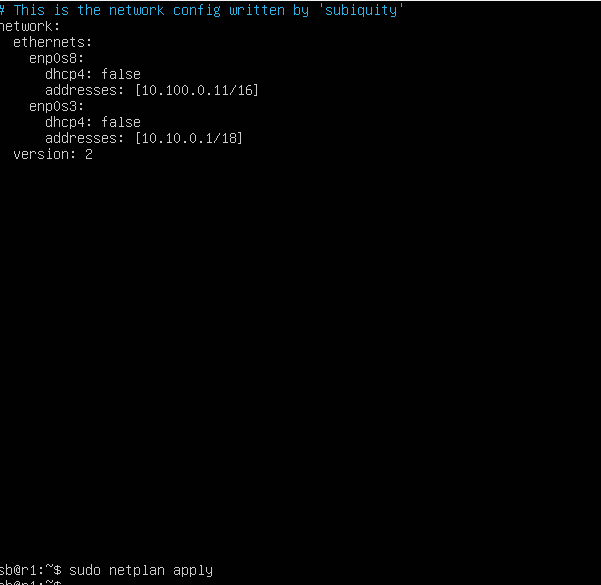 # This is the network config written by 'subiquity'
network:
  ethernets:
    enp0s8:
      dhcp4: false
      addresses: [10.100.0.11/16]
    enp0s3:
      dhcp4: false
      addresses: [10.10.0.1/18]
  version: 2
sb@r1:~$ sudo netplan apply
sb@r1:~$